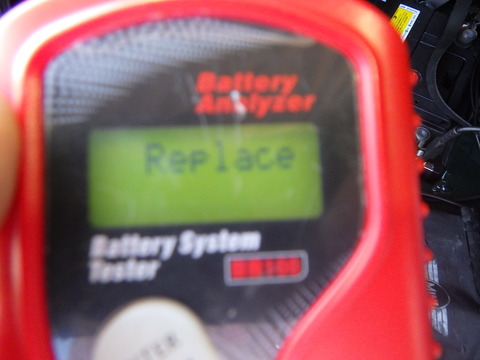 Battery
Analyzer
Replace
Battery System
Tester